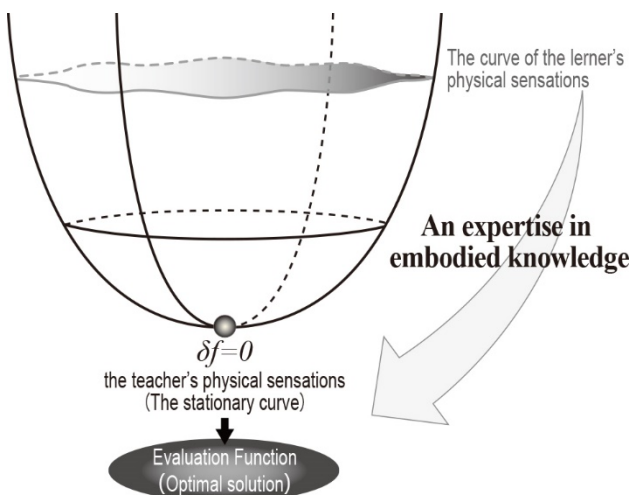 The curve of the lerner's
physical sensations
An expertise in
embodied knowledge
δf=0
the teacher's physical sensations
(The stationary curve)
Evaluation Function
(Optimal solution)